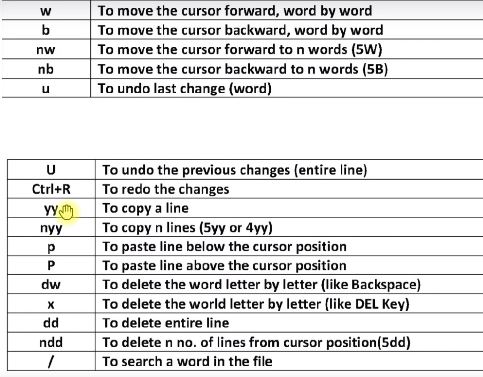 w To move the cursor forward, word by word
b To move the cursor backward, word by word
nw To move the cursor forward to n words (5W)
nb To move the cursor backward to n words (5B)
u To undo last change (word)
U To undo the previous changes (entire line)
Ctrl+R To redo the changes
yy To copy a line
nyy To copy n lines (5yy or 4yy)
p To paste line below the cursor position
P To paste line above the cursor position
dw To delete the word letter by letter (like Backspace)
x To delete the world letter by letter (like DEL Key)
dd To delete entire line
ndd To delete n no. of lines from cursor position(5dd)
/ To search a word in the file